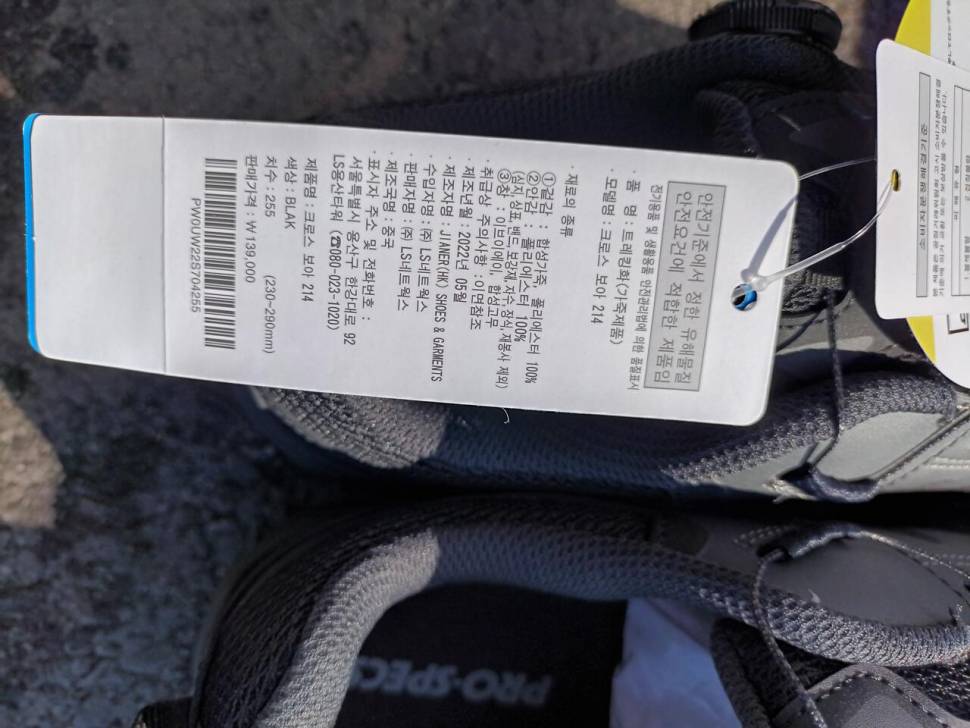 안전기준에서 정한 유해물질
안전요건에 적합한 제품임
전기용품 및 생활용품 안전관리법에 의한 품질표시
· 품 명 : 트레킹화(가죽제품)
· 모델명 : 크로스 보아 214
· 재료의 종류
①겉감 : 합성가죽, 폴리에스터 100%
②안감 : 폴리에스터 100%
(심지,상표,밴드,보강재,자수,장식,재봉사 제외)
③창 : 이브이에이, 합성고무
· 취급상 주의사항 : 이면참조
· 제조년월 : 2022년 05월
· 제조자명 : JIANER(HK) SHOES & GARMENTS
· 수입자명 : (주) LS네트웍스
· 판매자명 : (주) LS네트웍스
· 제조국명 : 중국
· 표시자 주소 및 전화번호 :
서울특별시 용산구 한강대로 92
LS용산타워 (☎080-023-1020)
제품명 : 크로스 보아 214
색상 : BLAK
치수 : 255 (230~290mm)
판매가격 : W139,000
PW0UW228704255
PRO-SPECS